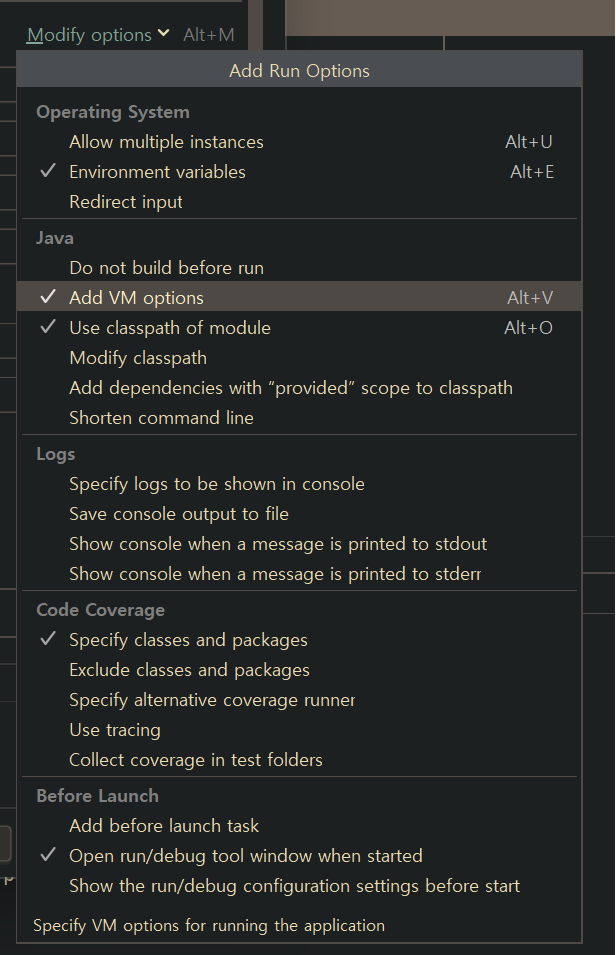 Modify options Alt+M
Add Run Options
Operating System
Allow multiple instances Alt+U
Environment variables Alt+E
Redirect input
Java
Do not build before run
Add VM options Alt+V
Use classpath of module Alt+O
Modify classpath
Add dependencies with “provided” scope to classpath
Shorten command line
Logs
Specify logs to be shown in console
Save console output to file
Show console when a message is printed to stdout
Show console when a message is printed to stderr
Code Coverage
Specify classes and packages
Exclude classes and packages
Specify alternative coverage runner
Use tracing
Collect coverage in test folders
Before Launch
Add before launch task
Open run/debug tool window when started
Show the run/debug configuration settings before start
Specify VM options for running the application